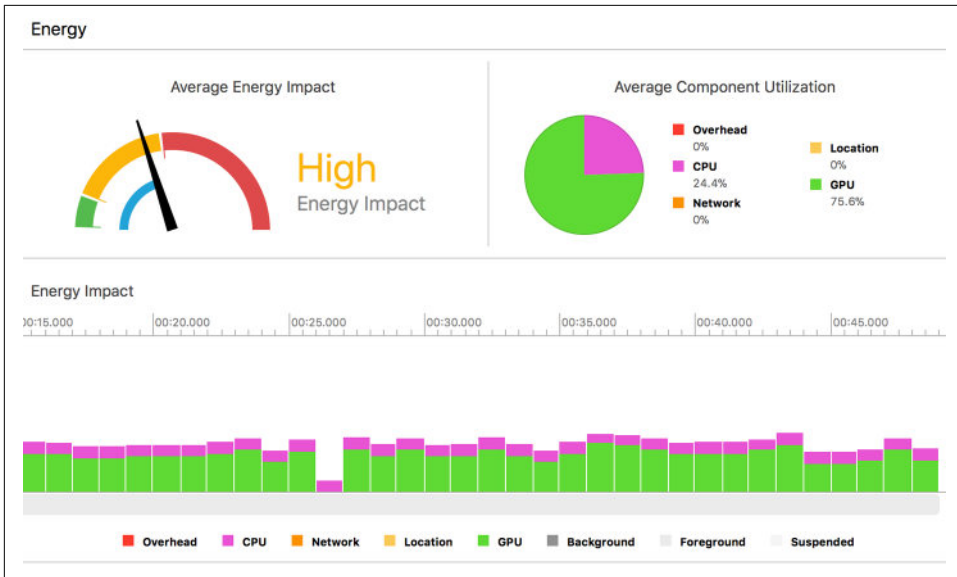 Energy
Average Energy Impact
High
Energy Impact
Average Component Utilization
Overhead
0%
CPU
24.4%
Network
0%
Location
0%
GPU
75.6%
Energy Impact
00:15.000 00:20.000 00:25.000 00:30.000 00:35.000 00:40.000 00:45.000
Overhead CPU Network Location GPU Background Foreground Suspended